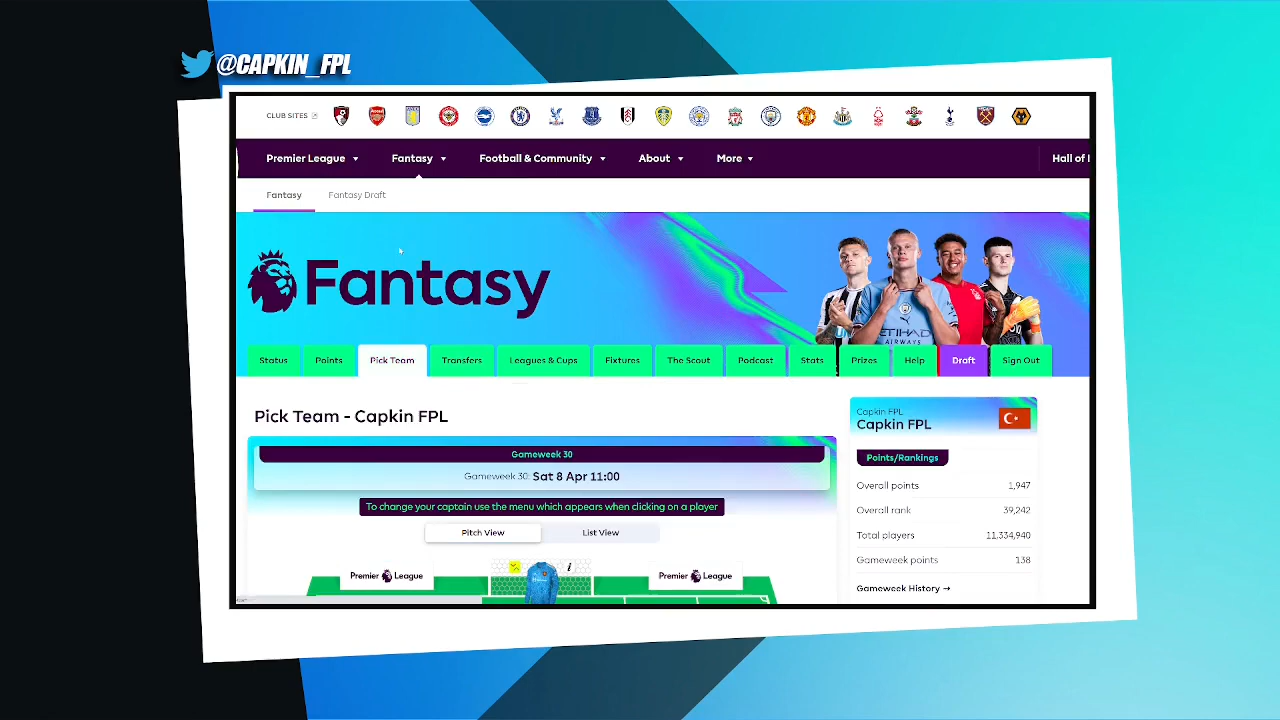 @CAPKIN_FPL
CLUB SITES
Premier League Fantasy Football & Community About More Hall of
Fantasy Fantasy Draft
Fantasy
ETIHAD
AIRWAYS
Status Points Pick Team Transfers Leagues & Cups Fixtures The Scout Podcast Stats Prizes Help Draft Sign Out
Pick Team - Capkin FPL
Gameweek 30
Gameweek 30: Sat 8 Apr 11:00
To change your captain use the menu which appears when clicking on a player
Pitch View List View
Premier League Premier League
Capkin FPL
Capkin FPL
Points/Rankings
Overall points 1,947
Overall rank 39,242
Total players 11,334,940
Gameweek points 138
Gameweek History →